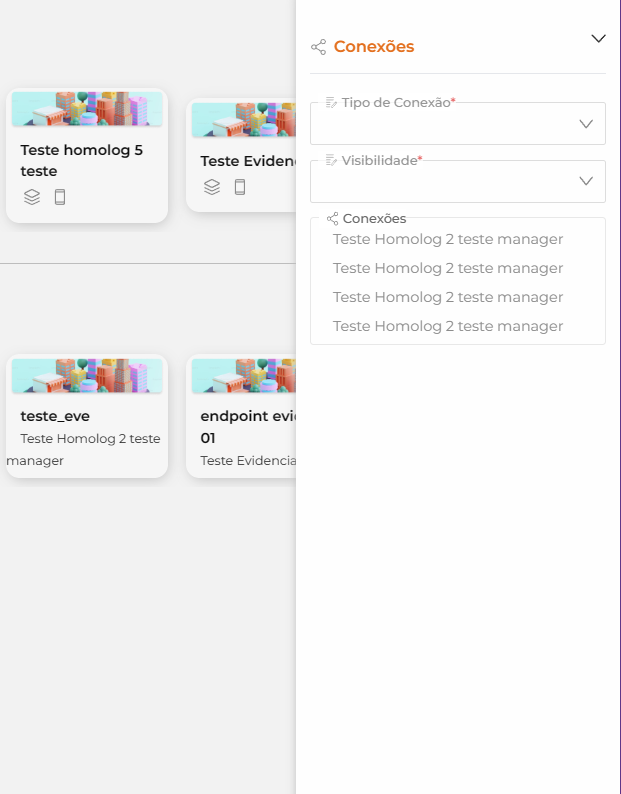 Teste homolog 5
teste
Teste Eviden
teste_eve
Teste Homolog 2 teste
manager
endpoint evi
01
Teste Evidencia
Conexões
Tipo de Conexão*
Visibilidade*
Conexões
Teste Homolog 2 teste manager
Teste Homolog 2 teste manager
Teste Homolog 2 teste manager
Teste Homolog 2 teste manager